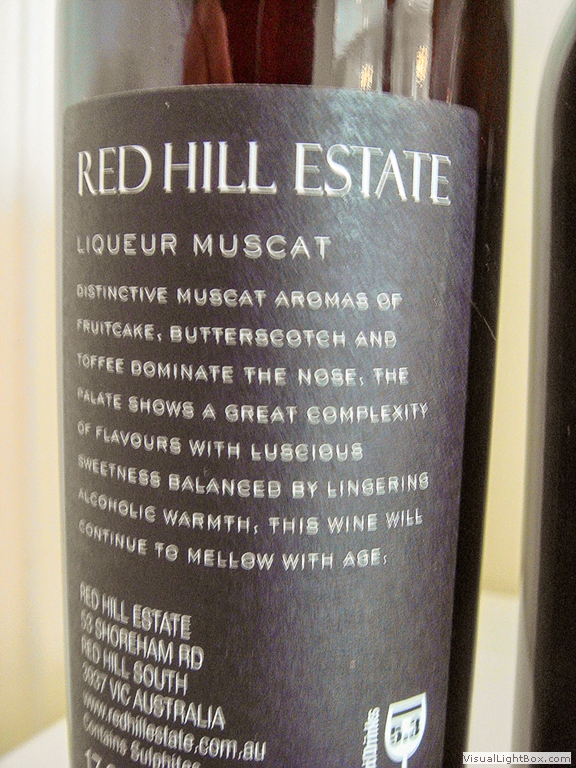 RED HILL ESTATE
LIQUEUR MUSCAT
DISTINCTIVE MUSCAT AROMAS OF
FRUITCAKE, BUTTERSCOTCH AND
TOFFEE DOMINATE THE NOSE. THE
PALATE SHOWS A GREAT COMPLEXITY
OF FLAVOURS WITH LUSCIOUS
SWEETNESS BALANCED BY LINGERING
ALCOHOLIC WARMTH. THIS WINE WILL
CONTINUE TO MELLOW WITH AGE.
RED HILL ESTATE
53 SHOREHAM RD
RED HILL SOUTH
3937 VIC AUSTRALIA
www.redhillestate.com.au
Contains Sulphites
VisualLightBox.com